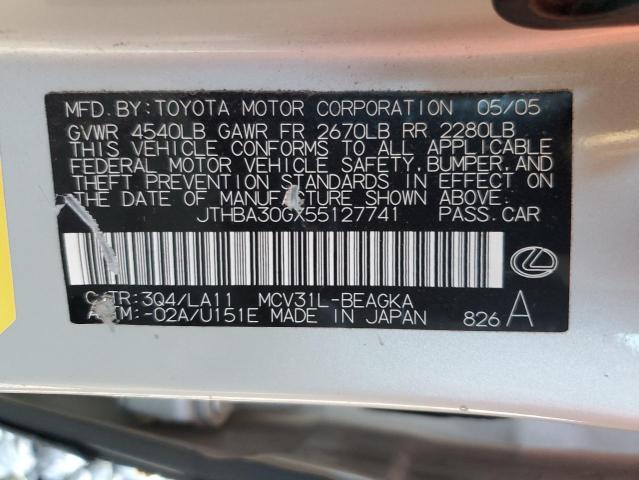 MFD. BY: TOYOTA MOTOR CORPORATION 05/05
GVWR 4540LB GAWR FR 2670LB RR 2280LB
THIS VEHICLE CONFORMS TO ALL APPLICABLE
FEDERAL MOTOR VEHICLE SAFETY, BUMPER, AND
THEFT PREVENTION STANDARDS IN EFFECT ON
THE DATE OF MANUFACTURE SHOWN ABOVE.
JTHBA30GX55127741 PASS.CAR
C/TR:3Q4/LA11 MCV31L-BEAGKA
A/TM:-02A/U151E MADE IN JAPAN 826 A